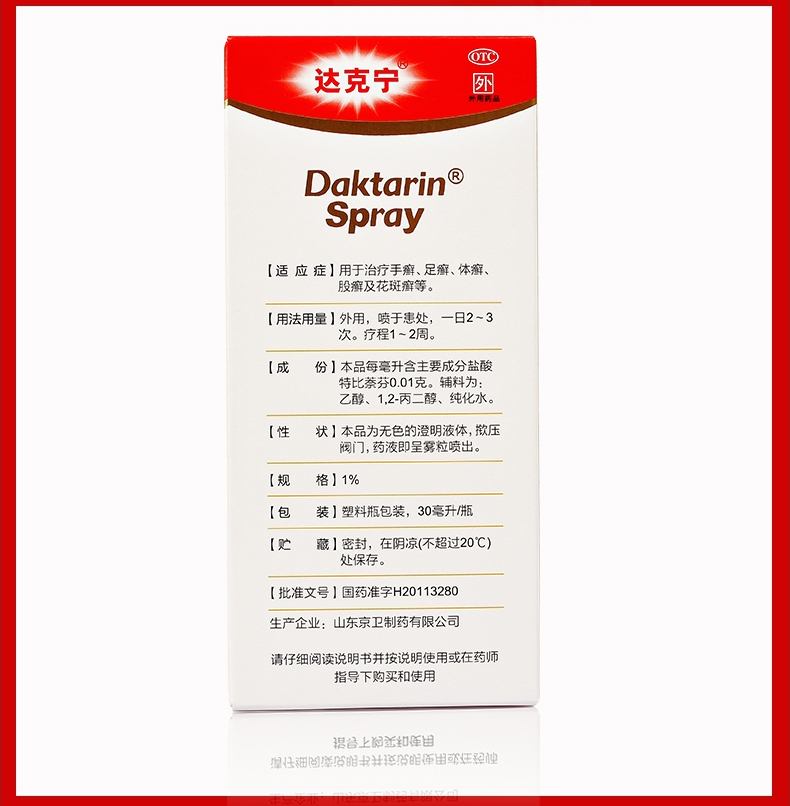 达克宁®
OTC
外
外用药品
Daktarin®
Spray
【适应症】用于治疗手癣、足癣、体癣、
股癣及花斑癣等。
【用法用量】外用，喷于患处，一日2～3
次。疗程1～2周。
【成份】本品每毫升含主要成分盐酸
特比萘芬0.01克。辅料为：
乙醇、1,2-丙二醇、纯化水。
【性状】本品为无色的澄明液体，揿压
阀门，药液即呈雾粒喷出。
【规格】1%
【包装】塑料瓶包装，30毫升/瓶
【贮藏】密封，在阴凉(不超过20℃)
处保存。
【批准文号】国药准字H20113280
生产企业：山东京卫制药有限公司
请仔细阅读说明书并按说明使用或在药师
指导下购买和使用